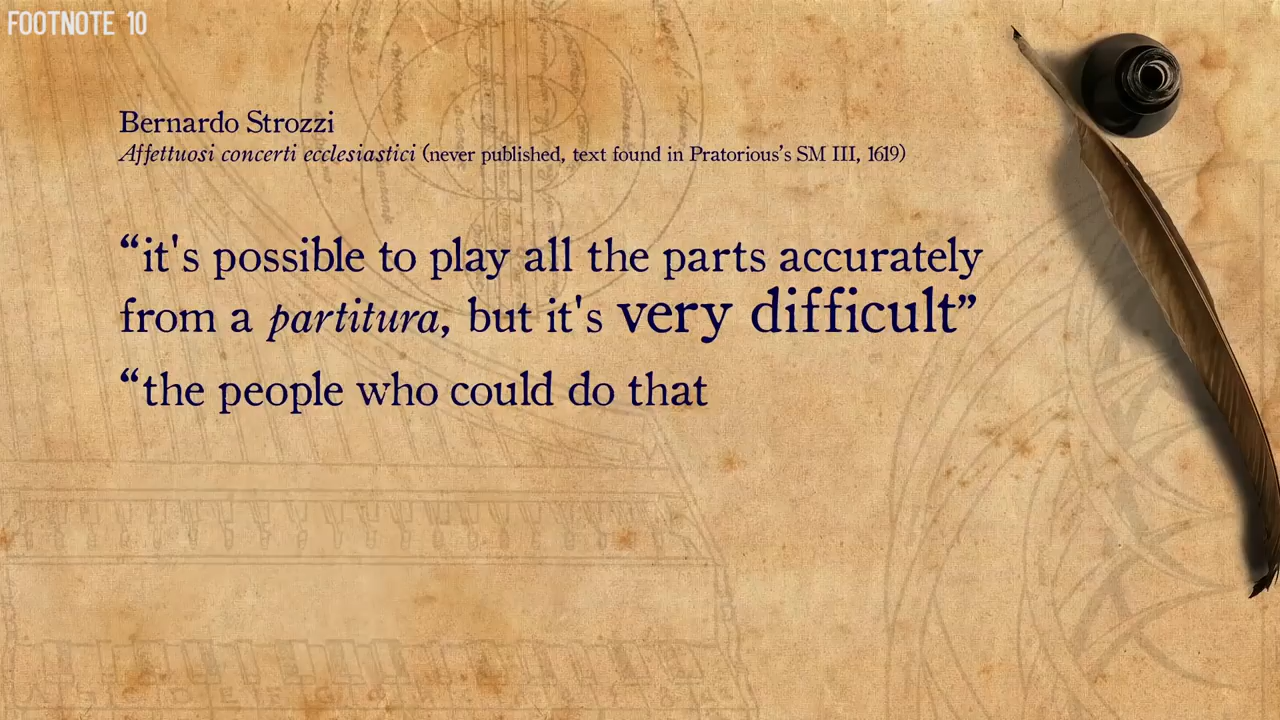 FOOTNOTE 10
Bernardo Strozzi
Affettuosi concerti ecclesiastici (never published, text found in Pratorious's SM III, 1619)
“it's possible to play all the parts accurately
from a partitura, but it's very difficult”
“the people who could do that